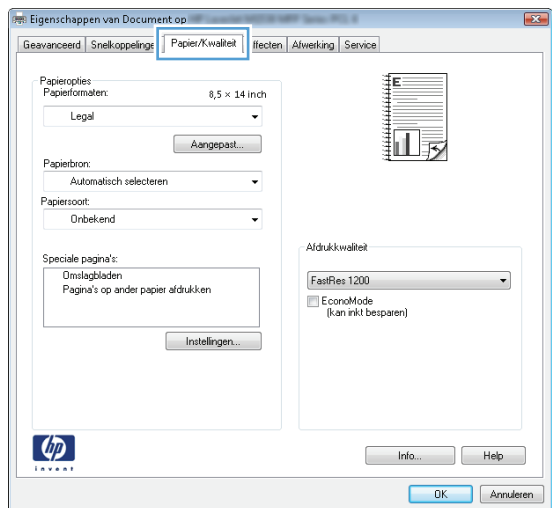 Eigenschappen van Document op
Geavanceerd Snelkoppelinge Papier/Kwaliteit ffecten Afwerking Service
Papieropties
Papierformaten: 8,5 × 14 inch
Legal
Aangepast...
Papierbron:
Automatisch selecteren
Papiersoort:
Onbekend
Speciale pagina's:
Omslagbladen
Pagina's op ander papier afdrukken
Instellingen...
E
Afdrukkwaliteit
FastRes 1200
EconoMode
(kan inkt besparen)
hp
invent
Info... Help
OK Annuleren